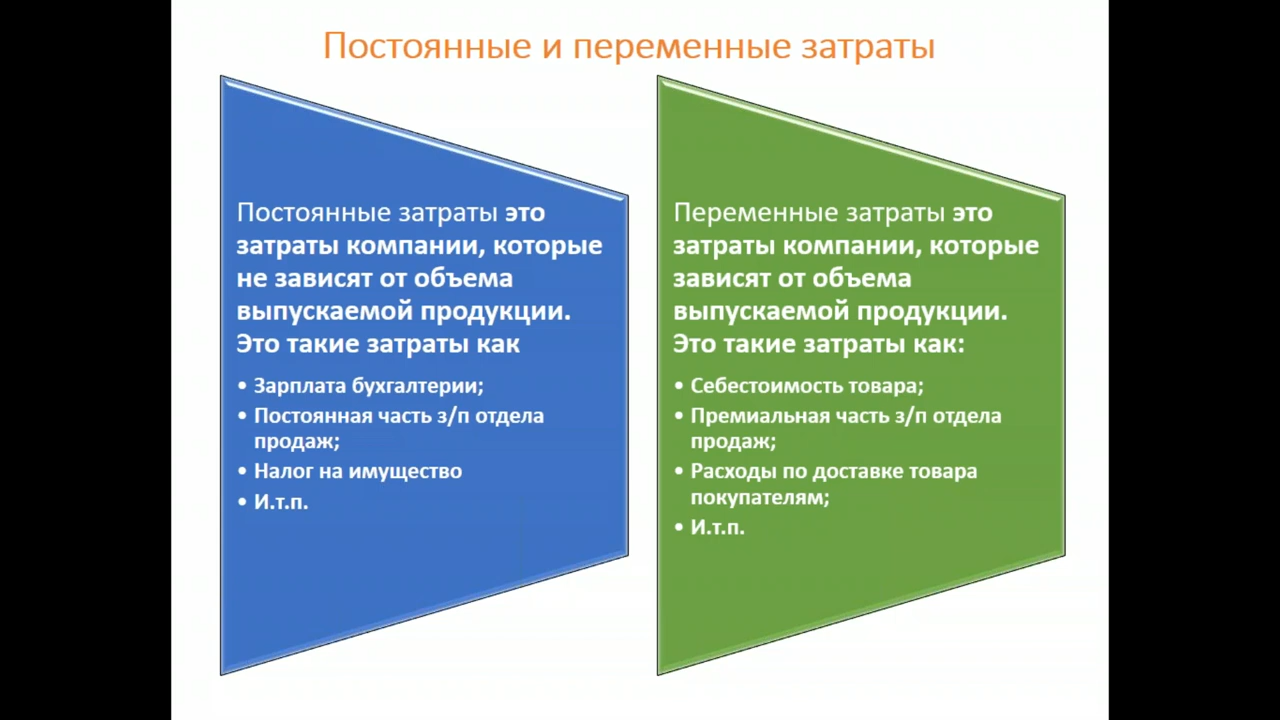 Постоянные и переменные затраты
Постоянные затраты это
затраты компании, которые
не зависят от объема
выпускаемой продукции.
Это такие затраты как
• Зарплата бухгалтерии;
• Постоянная часть з/п отдела
продаж;
• Налог на имущество
• И.т.п.
Переменные затраты это
затраты компании, которые
зависят от объема
выпускаемой продукции.
Это такие затраты как:
• Себестоимость товара;
• Премиальная часть з/п отдела
продаж;
• Расходы по доставке товара
покупателям;
• И.т.п.